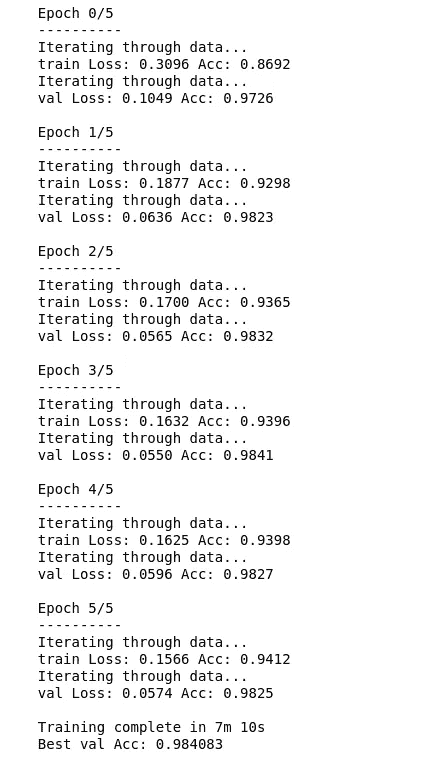 Epoch 0/5
----------
Iterating through data...
train Loss: 0.3096 Acc: 0.8692
Iterating through data...
val Loss: 0.1049 Acc: 0.9726
Epoch 1/5
----------
Iterating through data...
train Loss: 0.1877 Acc: 0.9298
Iterating through data...
val Loss: 0.0636 Acc: 0.9823
Epoch 2/5
----------
Iterating through data...
train Loss: 0.1700 Acc: 0.9365
Iterating through data...
val Loss: 0.0565 Acc: 0.9832
Epoch 3/5
----------
Iterating through data...
train Loss: 0.1632 Acc: 0.9396
Iterating through data...
val Loss: 0.0550 Acc: 0.9841
Epoch 4/5
----------
Iterating through data...
train Loss: 0.1625 Acc: 0.9398
Iterating through data...
val Loss: 0.0596 Acc: 0.9827
Epoch 5/5
----------
Iterating through data...
train Loss: 0.1566 Acc: 0.9412
Iterating through data...
val Loss: 0.0574 Acc: 0.9825
Training complete in 7m 10s
Best val Acc: 0.984083